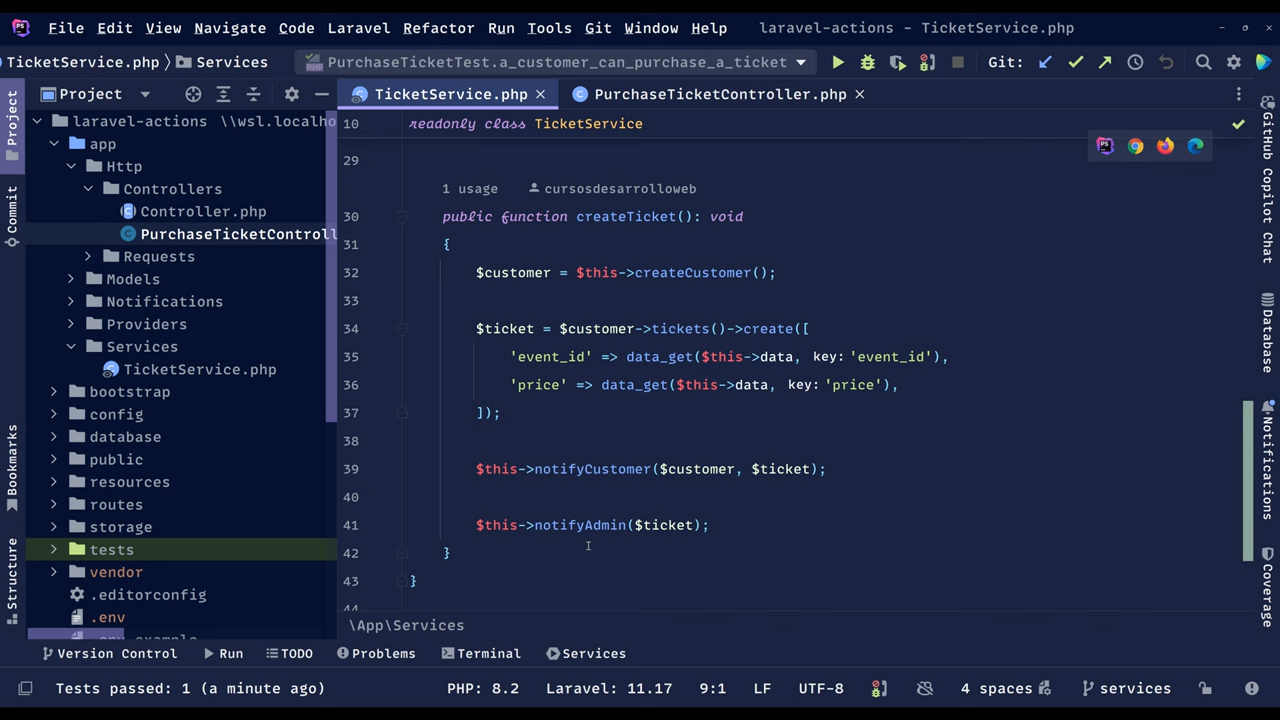 File Edit View Navigate Code Laravel Refactor Run Tools Git Window Help laravel-actions – TicketService.php
TicketService.php Services PurchaseTicketTest.a_customer_can_purchase_a_ticket Git:
Project TicketService.php PurchaseTicketController.php
Project
Commit
Bookmarks
Structure
laravel-actions \\wsl.localho
app
Http
Controllers
Controller.php
PurchaseTicketControll
Requests
Models
Notifications
Providers
Services
TicketService.php
bootstrap
config
database
public
resources
routes
storage
tests
vendor
.editorconfig
.env
10 readonly class TicketService
29
1 usage cursosdesarrolloweb
30 public function createTicket(): void
31 {
32 $customer = $this->createCustomer();
33
34 $ticket = $customer->tickets()->create([
35 'event_id' => data_get($this->data, key: 'event_id'),
36 'price' => data_get($this->data, key: 'price'),
37 ]);
38
39 $this->notifyCustomer($customer, $ticket);
40
41 $this->notifyAdmin($ticket);
42 }
43 }
44
\App\Services
GitHub Copilot Chat
Database
Notifications
Coverage
Version Control Run TODO Problems Terminal Services
Tests passed: 1 (a minute ago) PHP: 8.2 Laravel: 11.17 9:1 LF UTF-8 4 spaces services